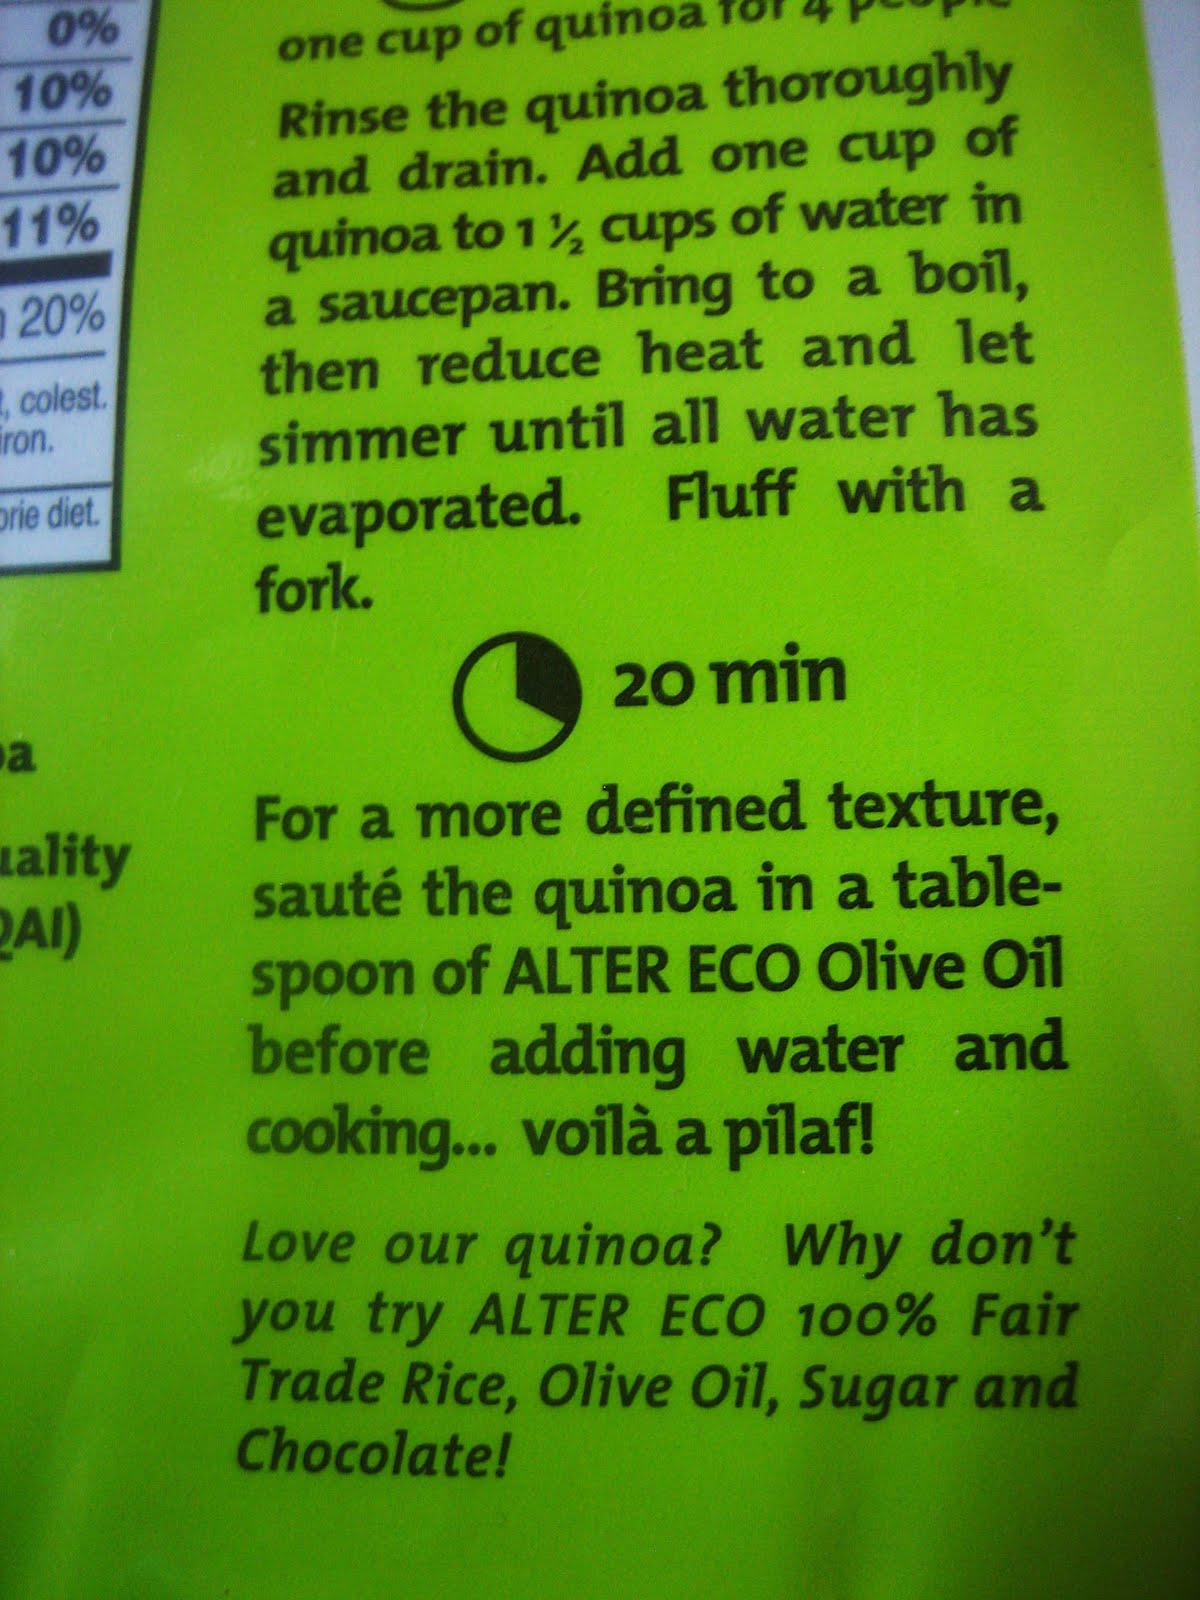 0%
10%
10%
11%
20%
, colest.
iron.
orie diet.
one cup of quinoa for 4 people
Rinse the quinoa thoroughly
and drain. Add one cup of
quinoa to 1 ½ cups of water in
a saucepan. Bring to a boil,
then reduce heat and let
simmer until all water has
evaporated. Fluff with a
fork.
20 min
For a more defined texture,
sauté the quinoa in a table-
spoon of ALTER ECO Olive Oil
before adding water and
cooking... voilà a pilaf!
Love our quinoa? Why don't
you try ALTER ECO 100% Fair
Trade Rice, Olive Oil, Sugar and
Chocolate!
oa
uality
QAI)